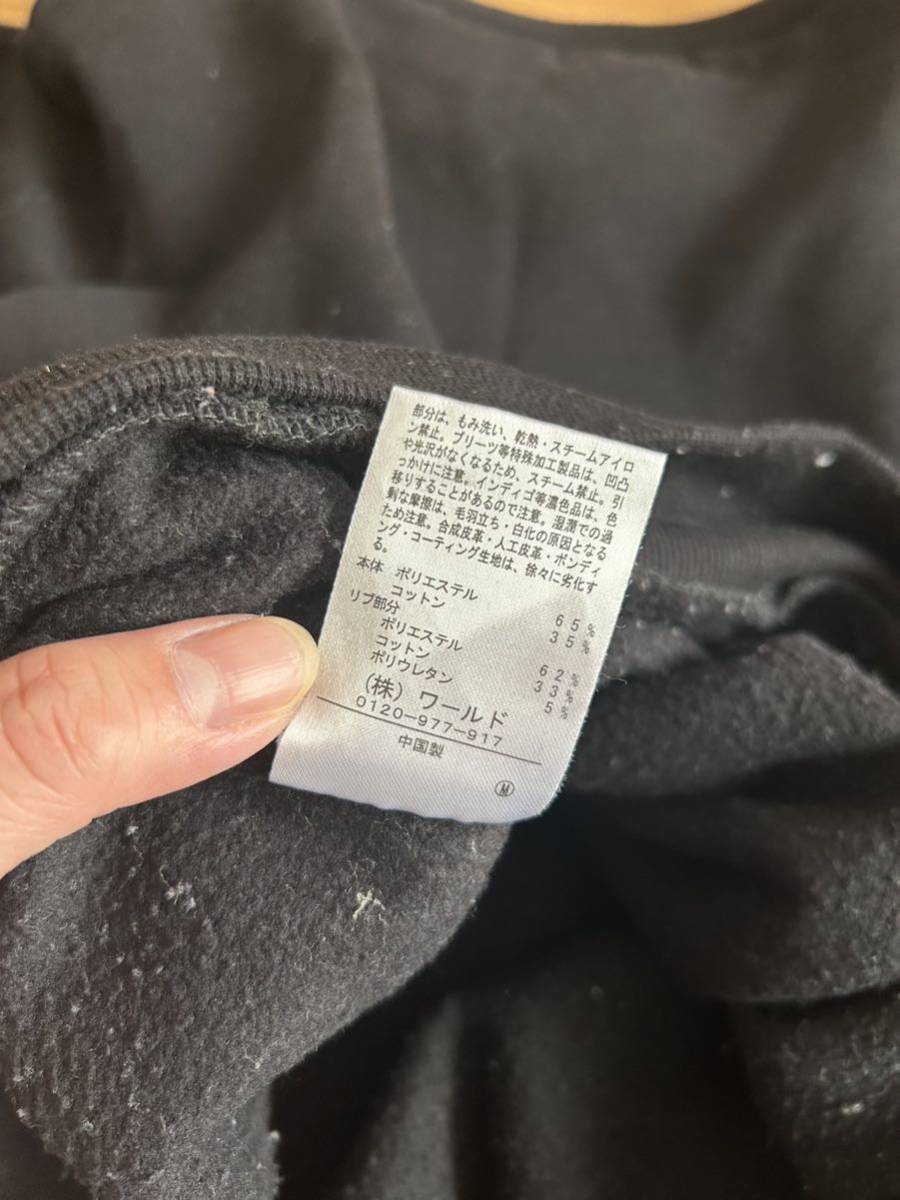 部分は、もみ洗い、乾熱・スチームアイロ
ン禁止。プリーツ等特殊加工製品は、凹凸
や光沢がなくなるため、スチーム禁止。引
っかけに注意。インディゴ等濃色品は、色
移りすることがあるので注意。湿潤での過
剰な摩擦は、毛羽立ち・白化の原因となる
ため注意。合成皮革・人工皮革・ボンディ
ング・コーティング生地は、徐々に劣化す
る。
本体 ポリエステル 65%
コットン 35%
リブ部分
ポリエステル 62%
コットン 33%
ポリウレタン 5%
(株) ワールド
0120-977-917
中国製
Ⓜ